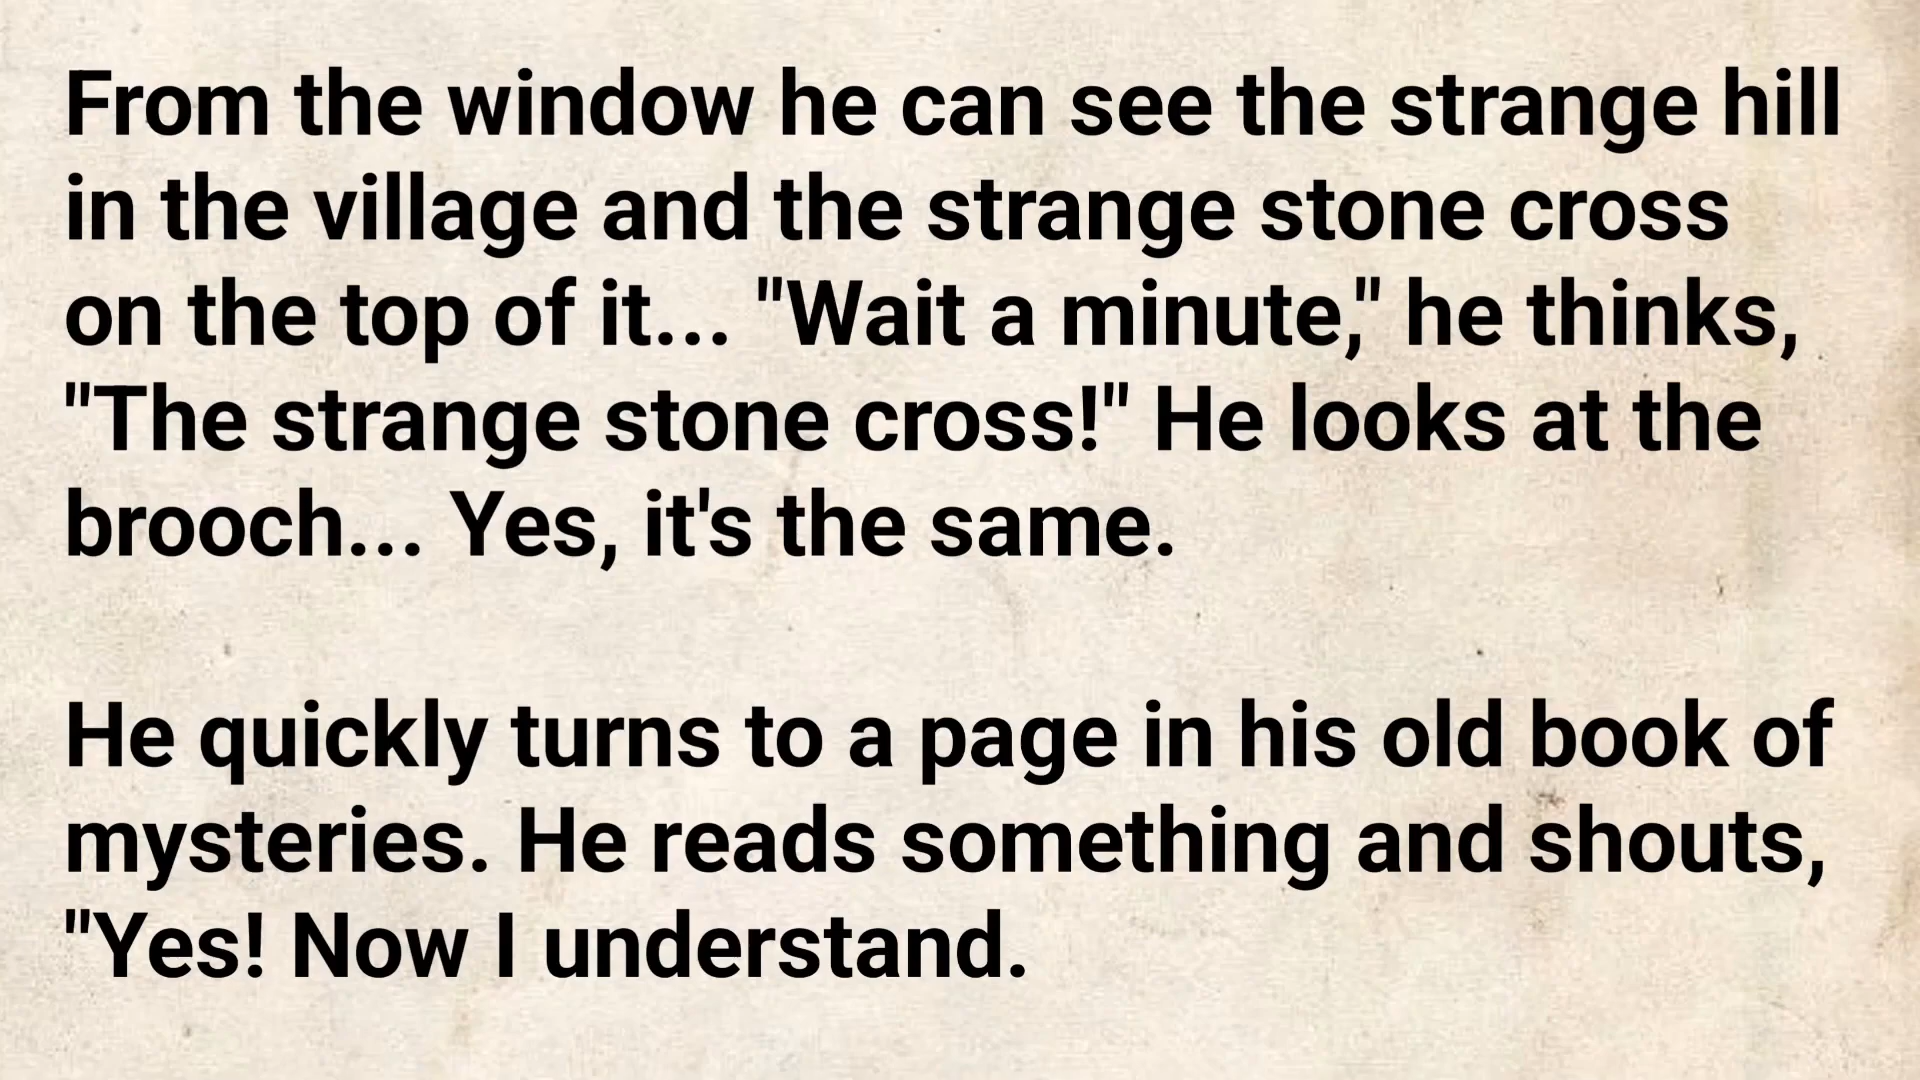 From the window he can see the strange hill
in the village and the strange stone cross
on the top of it... "Wait a minute," he thinks,
"The strange stone cross!" He looks at the
brooch... Yes, it's the same.
He quickly turns to a page in his old book of
mysteries. He reads something and shouts,
"Yes! Now I understand.